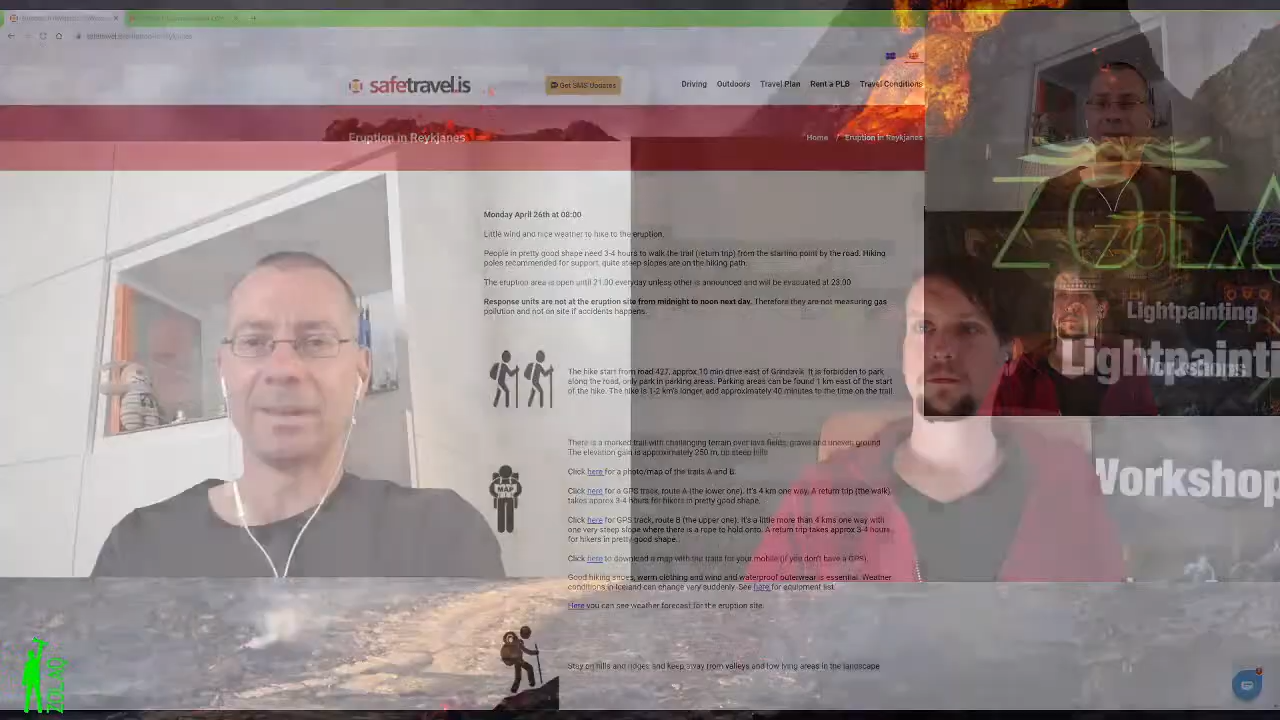 safetravel.is
Get SMS Updates
Driving
Outdoors
Travel Plan
Rent a PLB
Travel Conditions
Eruption in Reykjanes
Home / Eruption in Reykjanes
Monday April 26th at 08:00
Little wind and nice weather to hike to the eruption.
People in pretty good shape need 3-4 hours to walk the trail (return trip) from the starting point by the road. Hiking
poles recommended for support, quite steep slopes are on the hiking path.
The eruption area is open until 21:00 everyday unless other is announced and will be evacuated at 23:00
Response units are not at the eruption site from midnight to noon next day. Therefore they are not measuring gas
pollution and not on site if accidents happens.
The hike start from road 427, approx 10 min drive east of Grindavik. It is forbidden to park
along the road, only park in parking areas. Parking areas can be found 1 km east of the start
of the hike. The hike is 1-2 km's longer, add approximately 40 minutes to the time on the trail
There is a marked trail with challenging terrain over lava fields, gravel and uneven ground
The elevation gain is approximately 250 m, no steep hills
Click here for a photo/map of the trails A and B.
MAP
Click here for a GPS track, route A (the lower one). It's 4 km one way. A return trip (the walk)
takes approx 3-4 hours for hikers in pretty good shape.
Click here for GPS track, route B (the upper one). It's a little more than 4 kms one way with
one very steep slope where there is a rope to hold onto. A return trip takes approx 3-4 hours
for hikers in pretty good shape.
Click here to download a map with the trails for your mobile (if you don't have a GPS).
Good hiking shoes, warm clothing and wind and waterproof outerwear is essential. Weather
conditions in Iceland can change very suddenly. See here for equipment list.
Here you can see weather forecast for the eruption site.
Stay on hills and ridges and keep away from valleys and low lying areas in the landscape
ZOLA
ZOLA
Lightpainting
Lightpainti
Workshops
Workshop